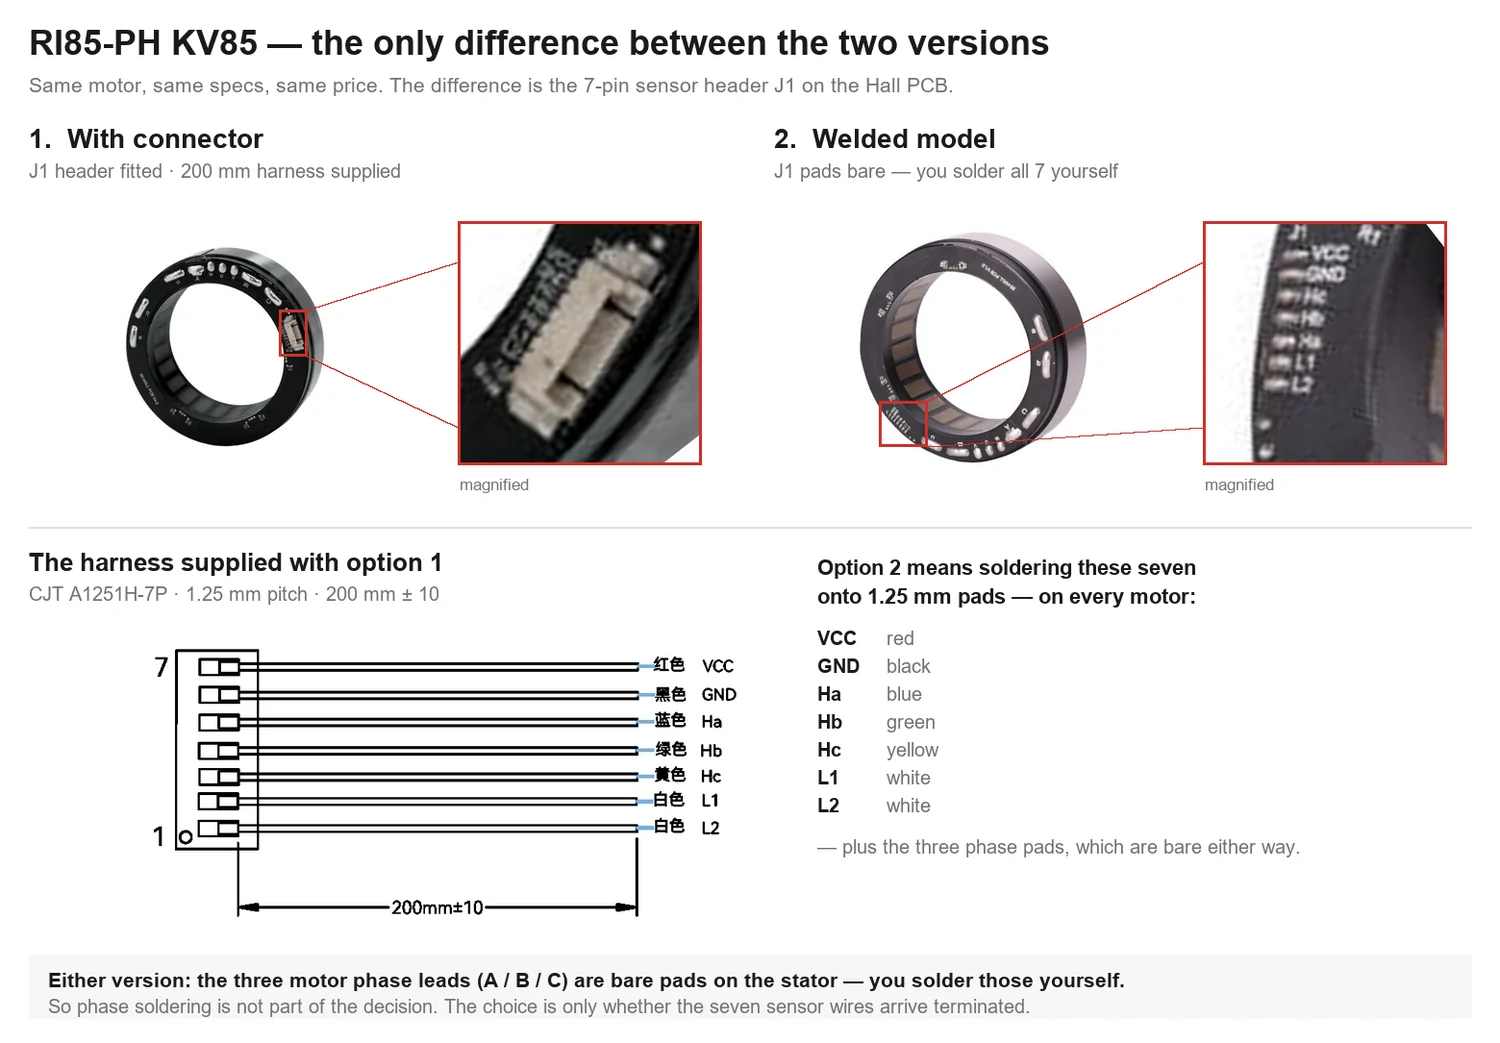 RI85-PH KV85 — the only difference between the two versions
Same motor, same specs, same price. The difference is the 7-pin sensor header J1 on the Hall PCB.
1. With connector
J1 header fitted · 200 mm harness supplied
2. Welded model
J1 pads bare — you solder all 7 yourself
J1
R1
VCC
GND
Hc
Hb
Ha
L1
L2
magnified
magnified
The harness supplied with option 1
CJT A1251H-7P · 1.25 mm pitch · 200 mm ± 10
7
红色 VCC
黑色 GND
蓝色 Ha
绿色 Hb
黄色 Hc
白色 L1
1
白色 L2
200mm±10
Option 2 means soldering these seven
onto 1.25 mm pads — on every motor:
VCC red
GND black
Ha blue
Hb green
Hc yellow
L1 white
L2 white
— plus the three phase pads, which are bare either way.
Either version: the three motor phase leads (A / B / C) are bare pads on the stator — you solder those yourself.
So phase soldering is not part of the decision. The choice is only whether the seven sensor wires arrive terminated.